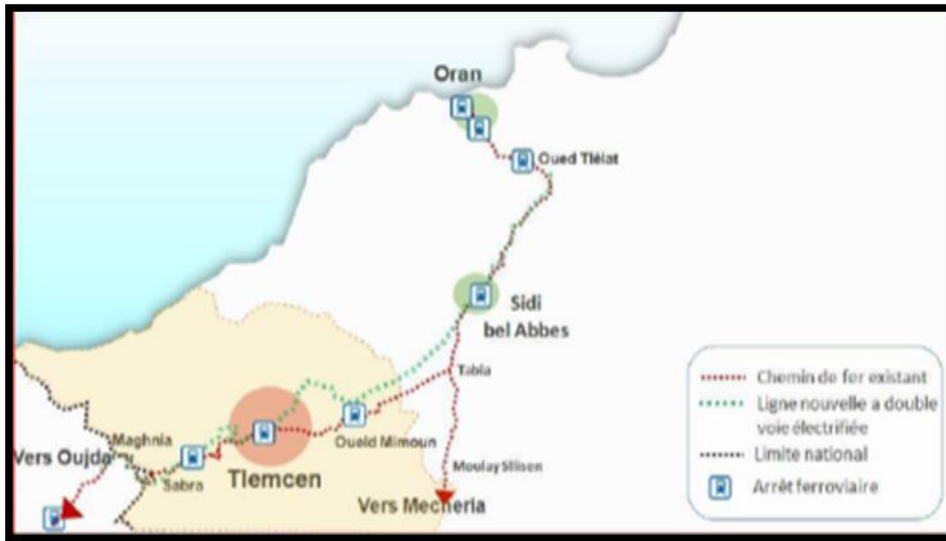 Oran
Oued Tlélat
Sidi
bel Abbes
Tabia
Oueld Mimoun
Maghnia
Vers Oujda
Sabra
Tlemcen
Moulay Slisen
Vers Mecheria
Chemin de fer existant
Ligne nouvelle a double
voie électrifiée
Limite national
Arrêt ferroviaire